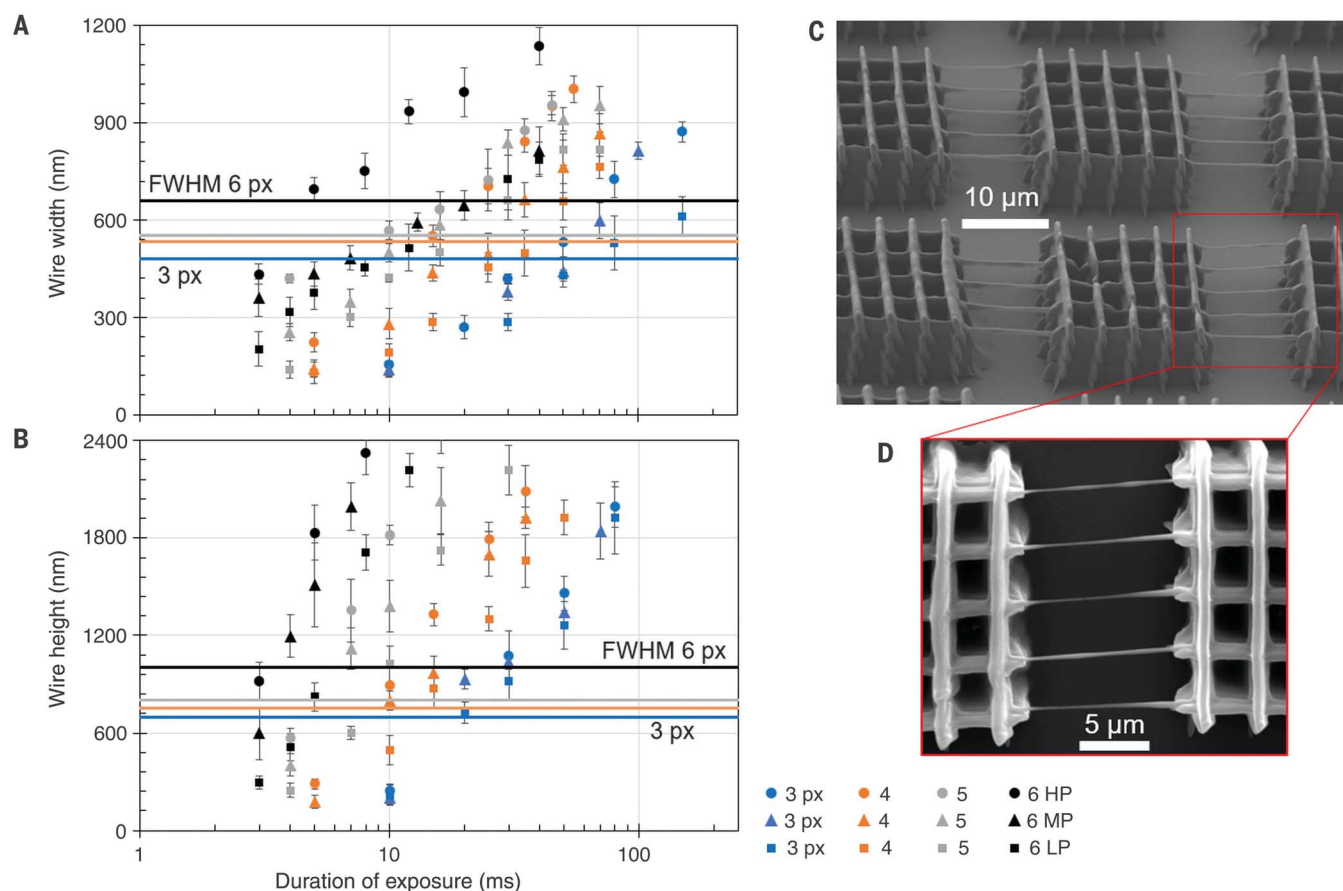 A
Wire width (nm)
1200
900
600
300
0
FWHM 6 px
3 px
B
Wire height (nm)
2400
1800
1200
600
0
FWHM 6 px
3 px
1 10 100
Duration of exposure (ms)
C
10 µm
D
5 µm
3 px 4 5 6 HP
3 px 4 5 6 MP
3 px 4 5 6 LP